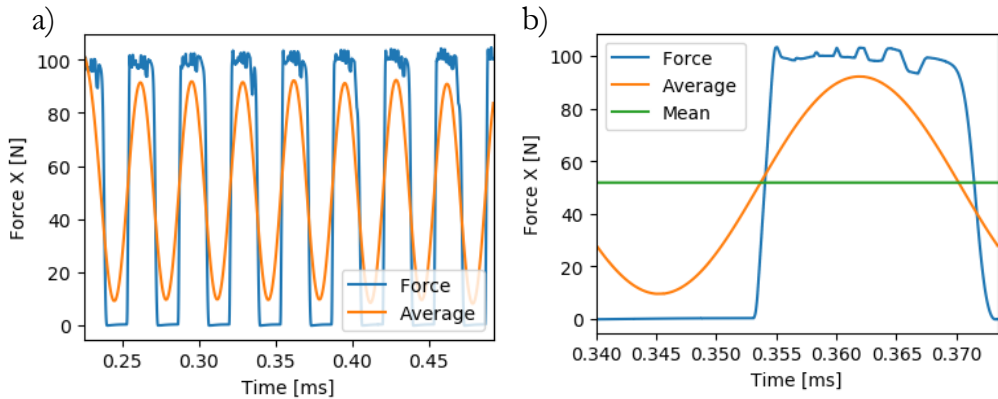 a)
Force X [N]
100
80
60
40
20
0
Force
Average
0.25 0.30 0.35 0.40 0.45
Time [ms]
b)
Force X [N]
100
80
60
40
20
0
Force
Average
Mean
0.340 0.345 0.350 0.355 0.360 0.365 0.370
Time [ms]